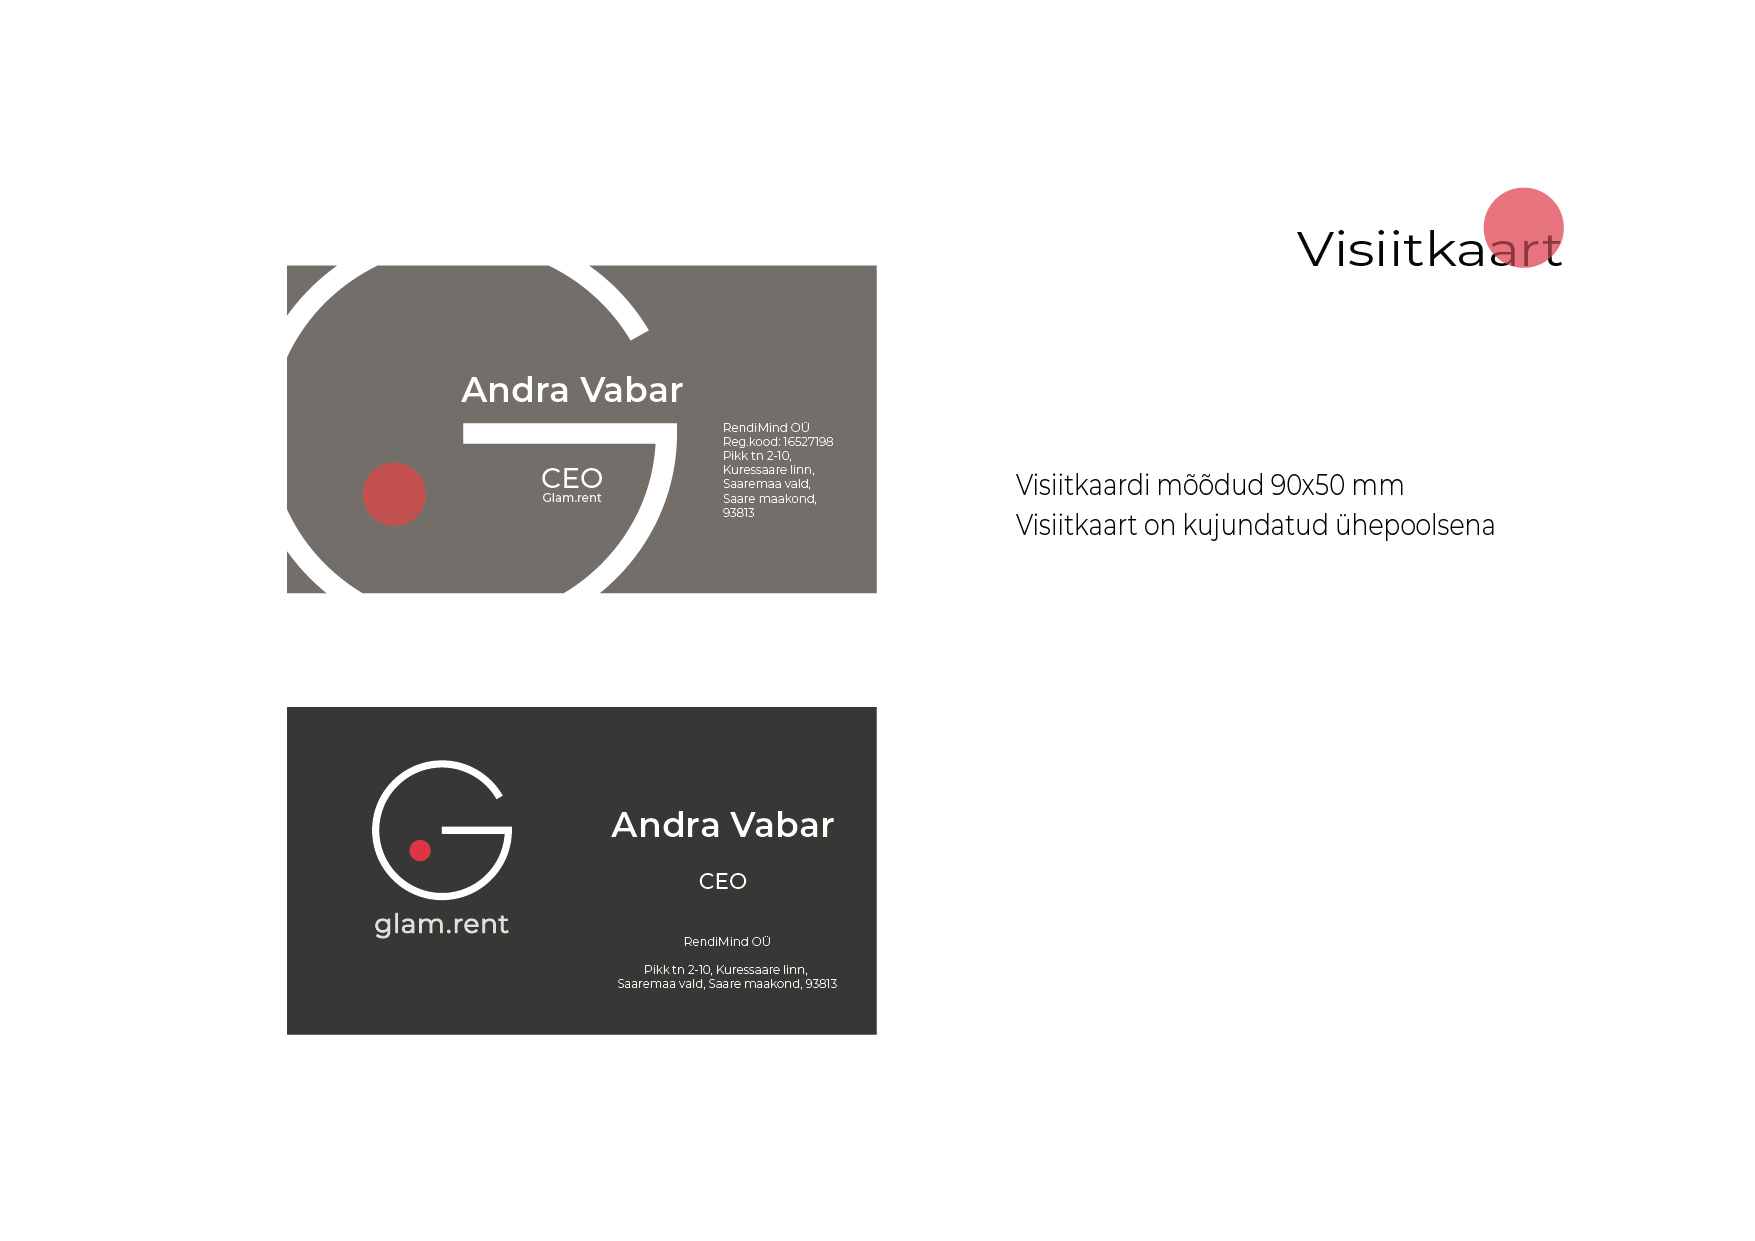 Visiitkaart
Andra Vabar
CEO
Glam.rent
RendiMind OÜ
Reg.kood: 16527198
Pikk tn 2-10,
Kuressaare linn,
Saaremaa vald,
Saare maakond,
93813
Visiitkaardi mõõdud 90x50 mm
Visiitkaart on kujundatud ühepoolsena
glam.rent
Andra Vabar
CEO
RendiMind OÜ
Pikk tn 2-10, Kuressaare linn,
Saaremaa vald, Saare maakond, 93813